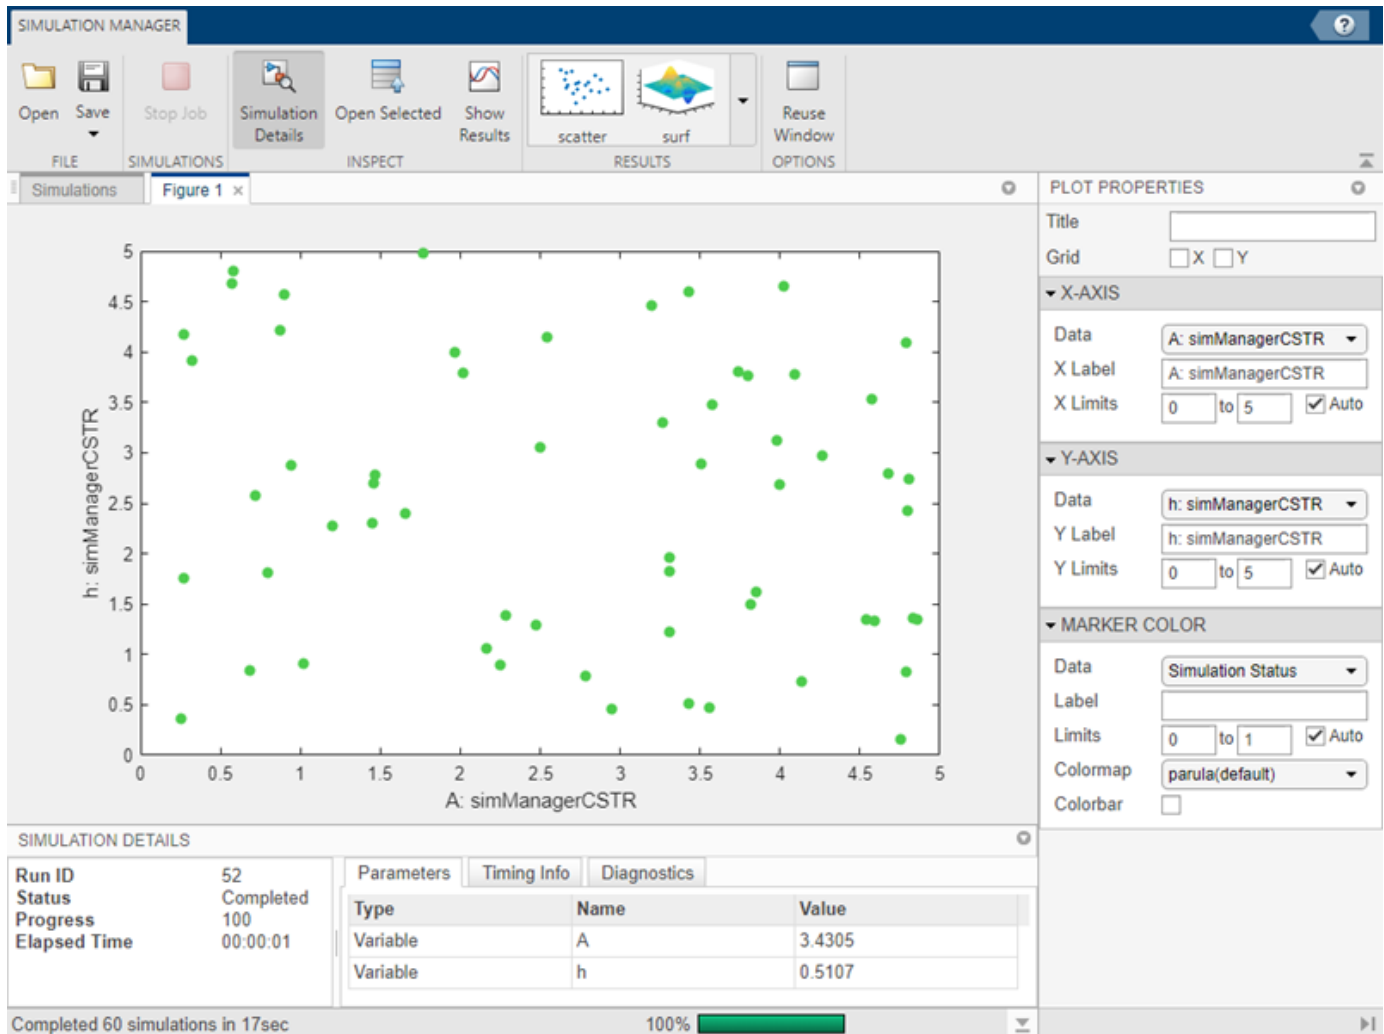 SIMULATION MANAGER
?
Open
Save
Stop Job
Simulation Details
Open Selected
Show Results
scatter
surf
Reuse Window
FILE
SIMULATIONS
INSPECT
RESULTS
OPTIONS
Simulations
Figure 1 ×
5
4.5
4
3.5
3
2.5
2
1.5
1
0.5
0
h: simManagerCSTR
0 0.5 1 1.5 2 2.5 3 3.5 4 4.5 5
A: simManagerCSTR
PLOT PROPERTIES
Title
Grid X Y
X-AXIS
Data A: simManagerCSTR
X Label A: simManagerCSTR
X Limits 0 to 5 Auto
Y-AXIS
Data h: simManagerCSTR
Y Label h: simManagerCSTR
Y Limits 0 to 5 Auto
MARKER COLOR
Data Simulation Status
Label
Limits 0 to 1 Auto
Colormap parula(default)
Colorbar
SIMULATION DETAILS
Run ID 52
Status Completed
Progress 100
Elapsed Time 00:00:01
Parameters Timing Info Diagnostics
Type Name Value
Variable A 3.4305
Variable h 0.5107
Completed 60 simulations in 17sec
100%